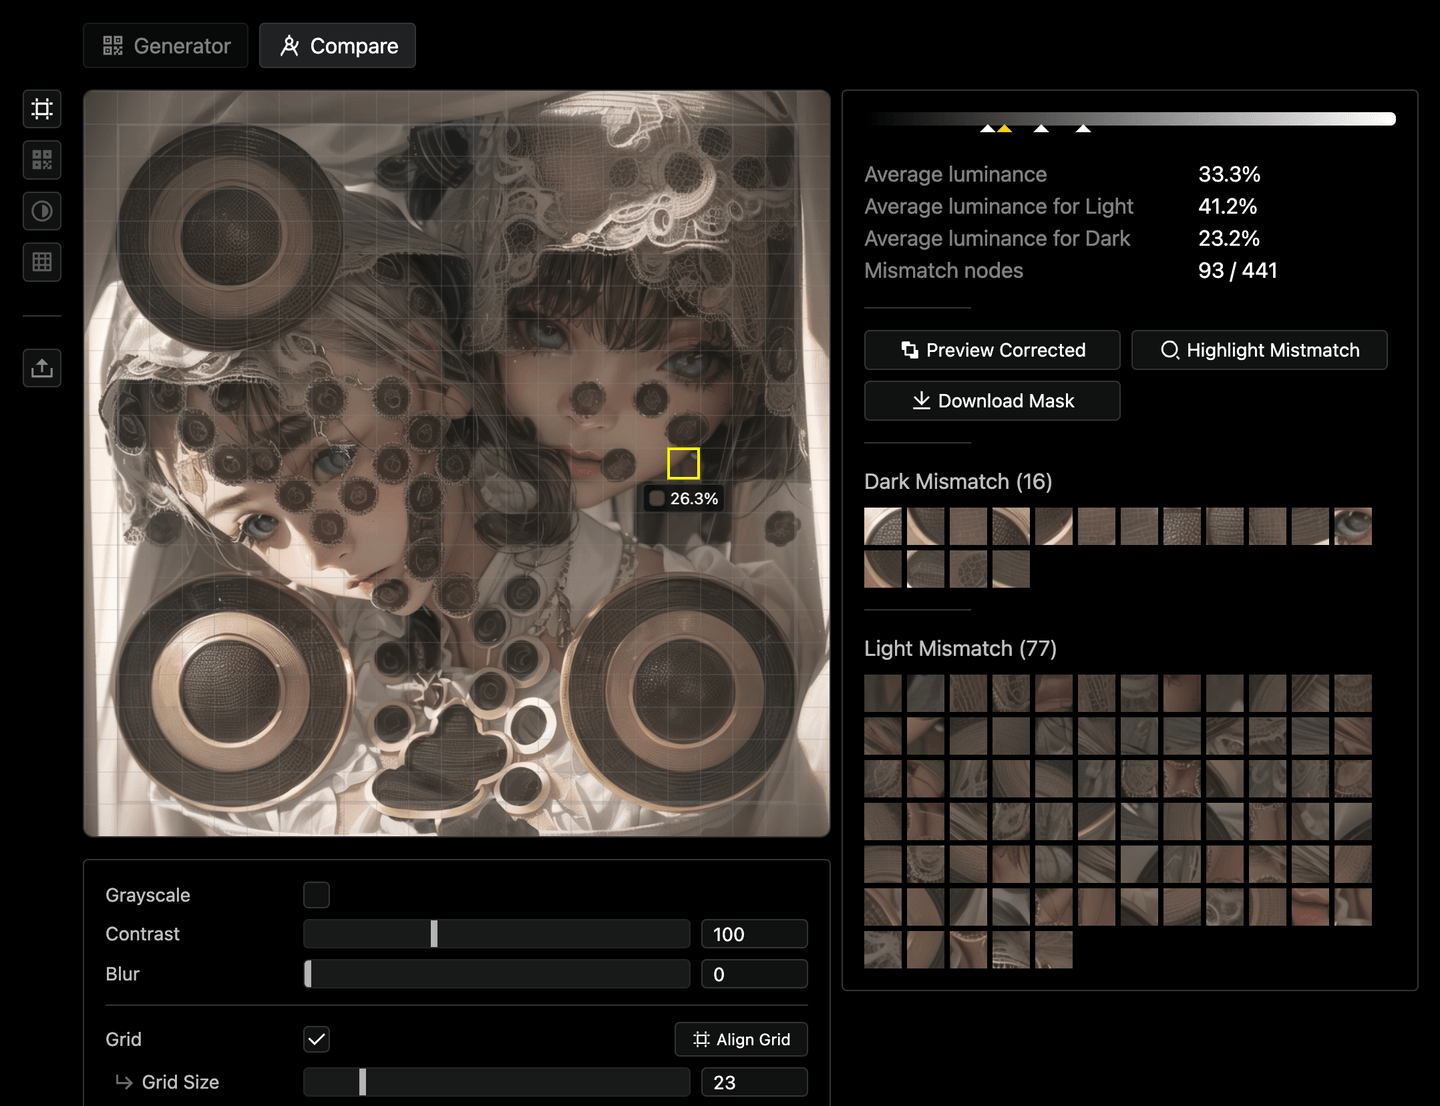 Generator
Compare
Average luminance 33.3%
Average luminance for Light 41.2%
Average luminance for Dark 23.2%
Mismatch nodes 93 / 441
Preview Corrected
Highlight Mistmatch
Download Mask
26.3%
Dark Mismatch (16)
Light Mismatch (77)
Grayscale
Contrast 100
Blur 0
Grid
Align Grid
Grid Size 23